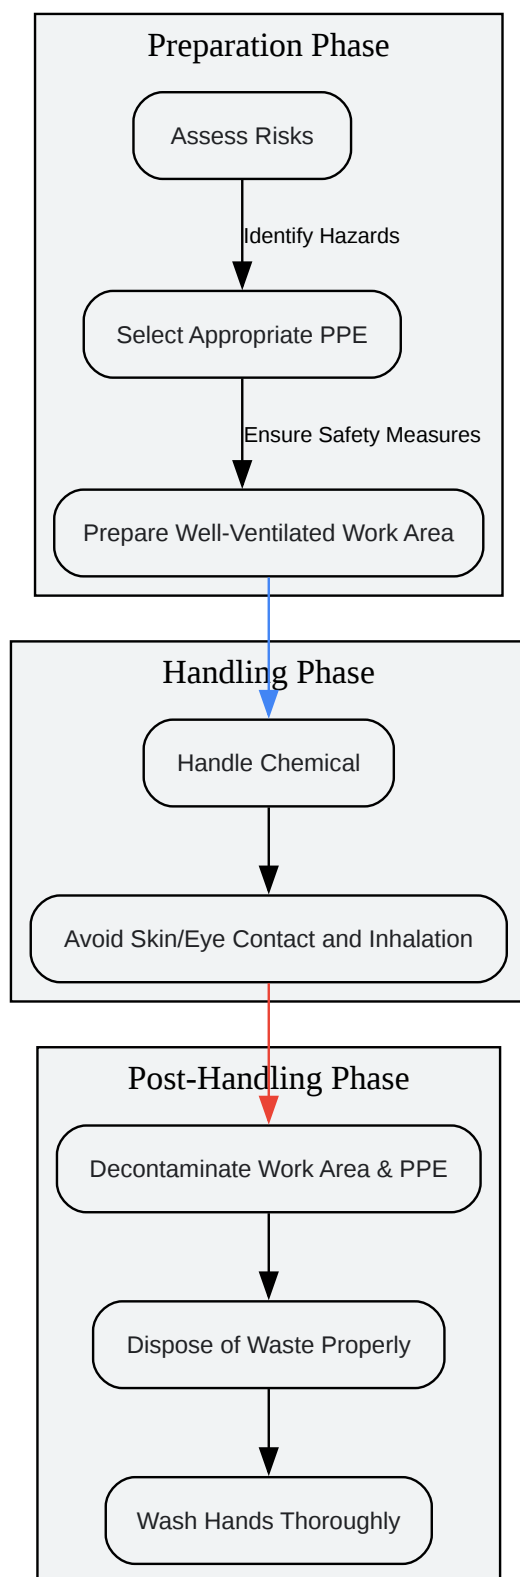 Preparation Phase
Assess Risks
Identify Hazards
Select Appropriate PPE
Ensure Safety Measures
Prepare Well-Ventilated Work Area
Handling Phase
Handle Chemical
Avoid Skin/Eye Contact and Inhalation
Post-Handling Phase
Decontaminate Work Area & PPE
Dispose of Waste Properly
Wash Hands Thoroughly